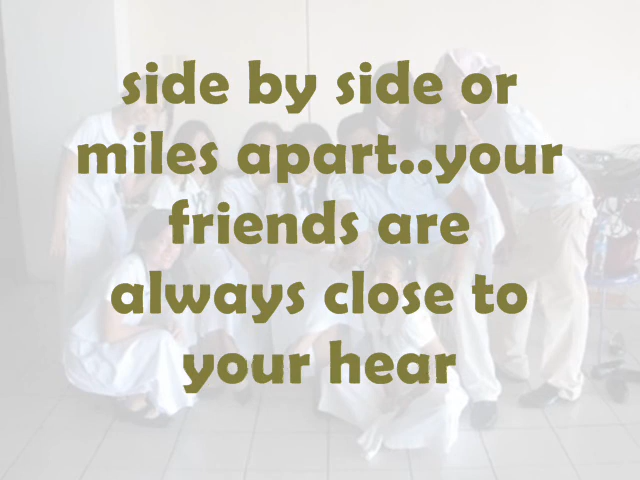 side by side or
miles apart..your
friends are
always close to
your hear